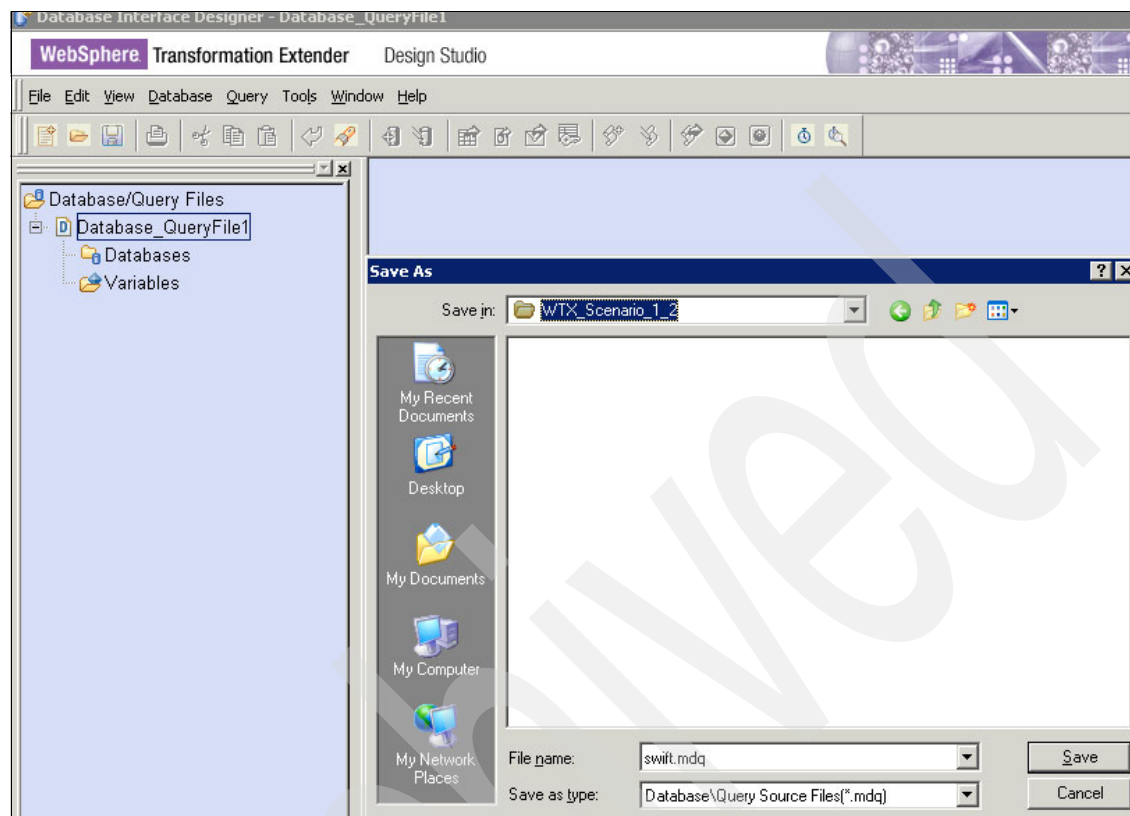 Database Interface Designer - Database_QueryFile1
WebSphere. Transformation Extender Design Studio
File Edit View Database Query Tools Window Help
Database/Query Files
D Database_QueryFile1
Databases
Variables
Save As
Save in: WTX_Scenario_1_2
My Recent
Documents
Desktop
My Documents
My Computer
My Network
Places
File name: swift.mdq
Save
Save as type: Database\Query Source Files(*.mdq)
Cancel